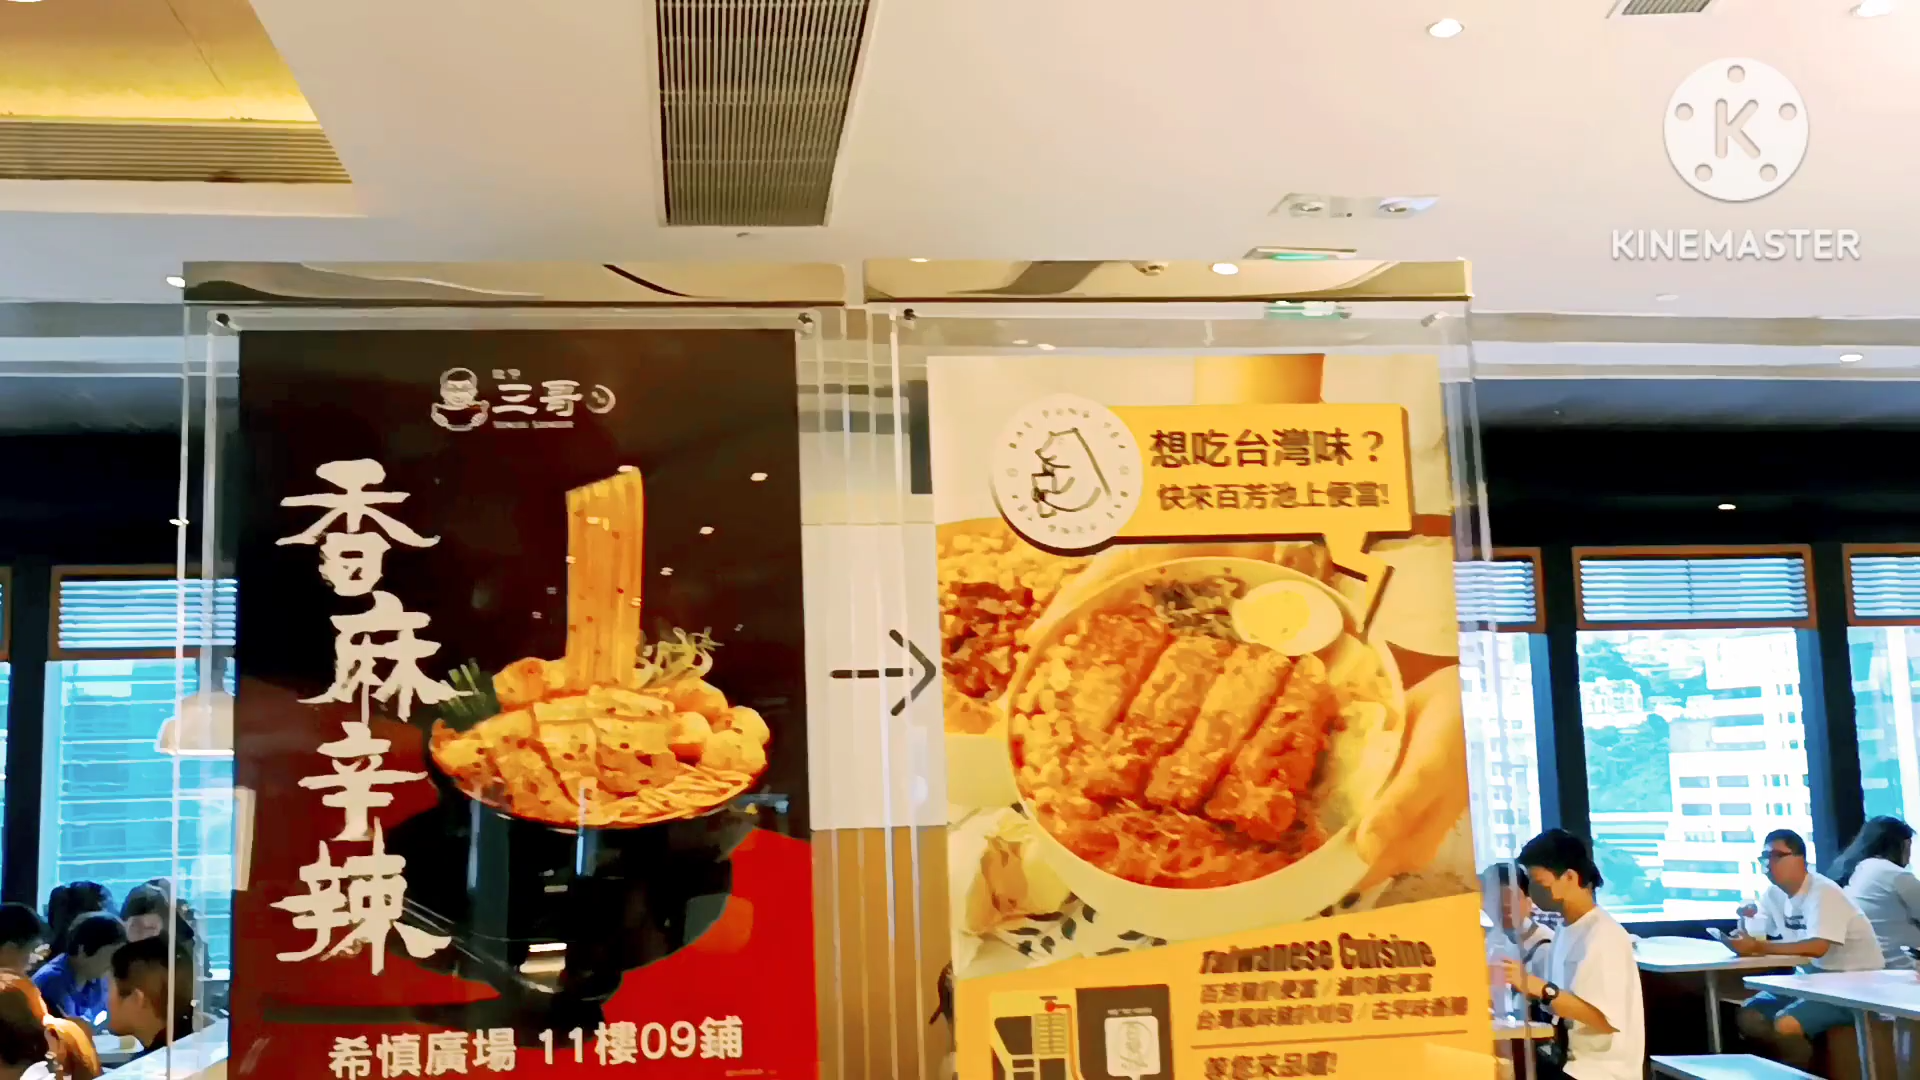 三哥
香麻辛辣
希慎廣場 11樓09鋪
想吃台灣味？
快來百芳池上便當!
Taiwanese Cuisine
等您來品嚐!
K
KINEMASTER